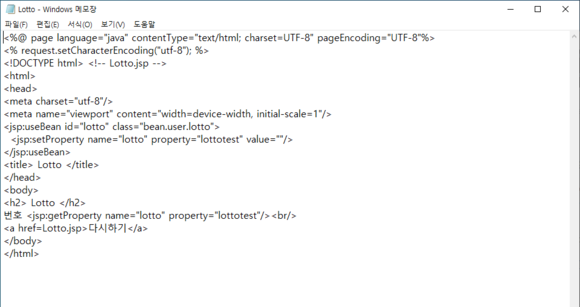 Lotto - Windows 메모장
파일(F) 편집(E) 서식(O) 보기(V) 도움말
<%@ page language="java" contentType="text/html; charset=UTF-8" pageEncoding="UTF-8"%>
<% request.setCharacterEncoding("utf-8"); %>
<!DOCTYPE html> <!-- Lotto.jsp -->
<html>
<head>
<meta charset="utf-8"/>
<meta name="viewport" content="width=device-width, initial-scale=1"/>
<jsp:useBean id="lotto" class="bean.user.lotto">
  <jsp:setProperty name="lotto" property="lottotest" value=""/>
</jsp:useBean>
<title> Lotto </title>
</head>
<body>
<h2> Lotto </h2>
번호 <jsp:getProperty name="lotto" property="lottotest"/><br/>
<a href=Lotto.jsp>다시하기</a>
</body>
</html>